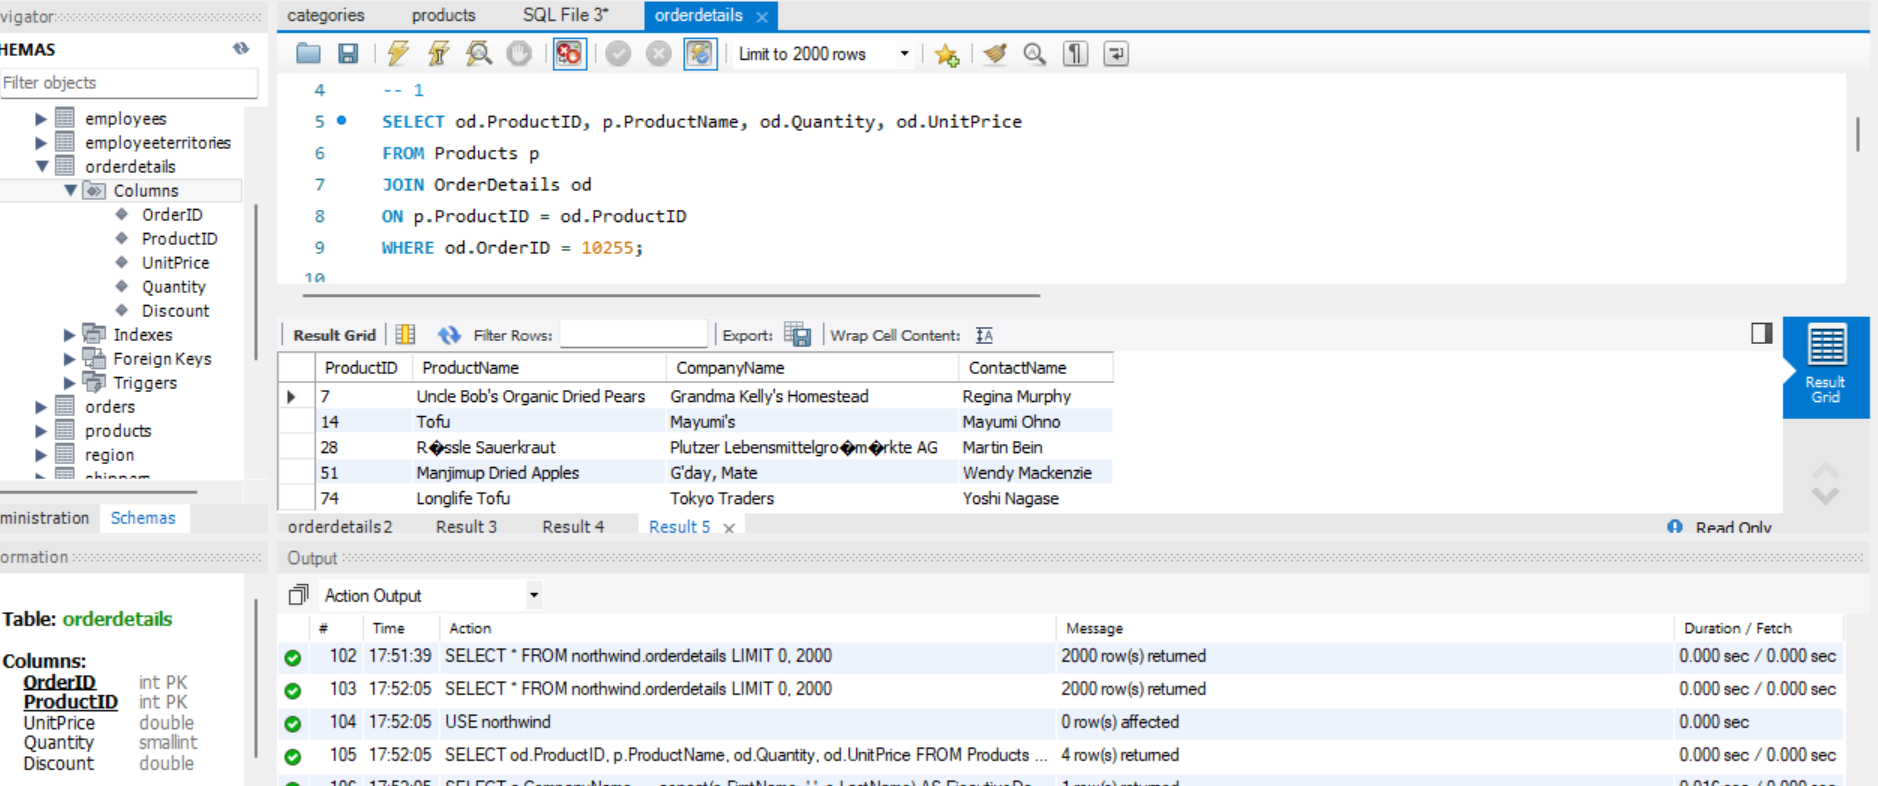 vigator
HEMAS
Filter objects
employees
employeeterritories
orderdetails
Columns
OrderID
ProductID
UnitPrice
Quantity
Discount
Indexes
Foreign Keys
Triggers
orders
products
region
shippers
ministration Schemas
ormation
Table: orderdetails
Columns:
OrderID int PK
ProductID int PK
UnitPrice double
Quantity smallint
Discount double
categories products SQL File 3* orderdetails
Limit to 2000 rows
4 -- 1
5 SELECT od.ProductID, p.ProductName, od.Quantity, od.UnitPrice
6 FROM Products p
7 JOIN OrderDetails od
8 ON p.ProductID = od.ProductID
9 WHERE od.OrderID = 10255;
10
Result Grid Filter Rows: Export: Wrap Cell Content:
ProductID ProductName CompanyName ContactName
7 Uncle Bob's Organic Dried Pears Grandma Kelly's Homestead Regina Murphy
14 Tofu Mayumi's Mayumi Ohno
28 R�ssle Sauerkraut Plutzer Lebensmittelgro�m�rkte AG Martin Bein
51 Manjimup Dried Apples G'day, Mate Wendy Mackenzie
74 Longlife Tofu Tokyo Traders Yoshi Nagase
Result
Grid
orderdetails2 Result 3 Result 4 Result 5 Read Only
Output
Action Output
# Time Action Message Duration / Fetch
102 17:51:39 SELECT * FROM northwind.orderdetails LIMIT 0, 2000 2000 row(s) returned 0.000 sec / 0.000 sec
103 17:52:05 SELECT * FROM northwind.orderdetails LIMIT 0, 2000 2000 row(s) returned 0.000 sec / 0.000 sec
104 17:52:05 USE northwind 0 row(s) affected 0.000 sec
105 17:52:05 SELECT od.ProductID, p.ProductName, od.Quantity, od.UnitPrice FROM Products ... 4 row(s) returned 0.000 sec / 0.000 sec